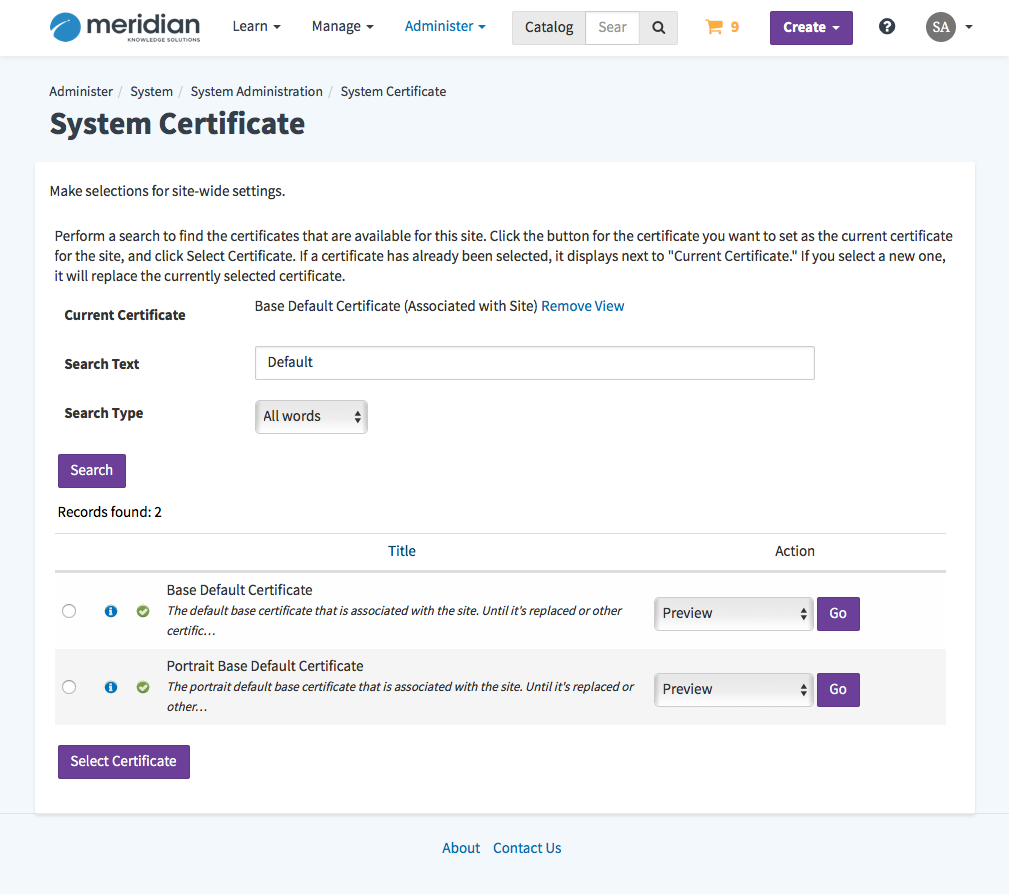 meridian
KNOWLEDGE SOLUTIONS
Learn Manage Administer Catalog Sear 9 Create ? SA
Administer / System / System Administration / System Certificate
System Certificate
Make selections for site-wide settings.
Perform a search to find the certificates that are available for this site. Click the button for the certificate you want to set as the current certificate
for the site, and click Select Certificate. If a certificate has already been selected, it displays next to "Current Certificate." If you select a new one,
it will replace the currently selected certificate.
Current Certificate Base Default Certificate (Associated with Site) Remove View
Search Text Default
Search Type All words
Search
Records found: 2
Title Action
Base Default Certificate
The default base certificate that is associated with the site. Until it's replaced or other
certific...
Preview Go
Portrait Base Default Certificate
The portrait default base certificate that is associated with the site. Until it's replaced or
other...
Preview Go
Select Certificate
About Contact Us